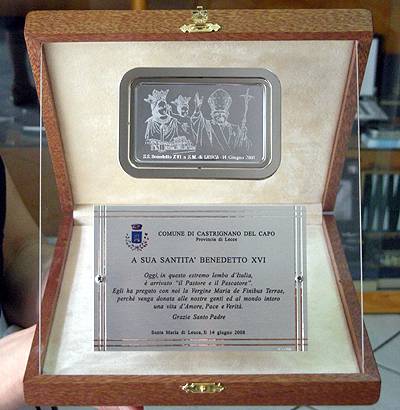 S.S. Benedetto XVI a S.M. di LEUCA - 14 Giugno 2008
COMUNE DI CASTRIGNANO DEL CAPO
Provincia di Lecce
A SUA SANTITA' BENEDETTO XVI
Oggi, in questo estremo lembo d'Italia,
è arrivato "il Pastore e il Pescatore".
Egli ha pregato con noi la Vergine Maria de Finibus Terrae,
perchè venga donata alle nostre genti ed al mondo intero
una vita d'Amore, Pace e Verità.
Grazie Santo Padre
Santa Maria di Leuca, lì 14 giugno 2008